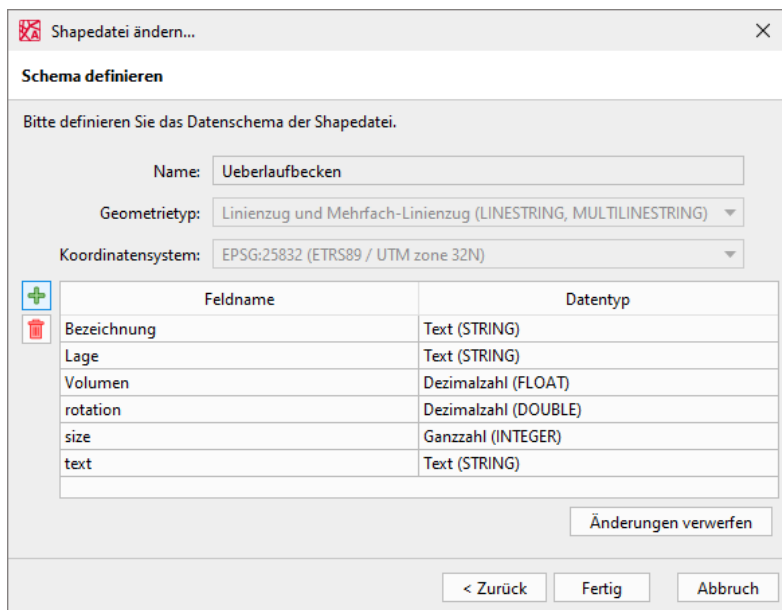 Shapedatei ändern...
Schema definieren
Bitte definieren Sie das Datenschema der Shapedatei.
Name: Ueberlaufbecken
Geometrietyp: Linienzug und Mehrfach-Linienzug (LINESTRING, MULTILINESTRING)
Koordinatensystem: EPSG:25832 (ETRS89 / UTM zone 32N)
Feldname Datentyp
Bezeichnung Text (STRING)
Lage Text (STRING)
Volumen Dezimalzahl (FLOAT)
rotation Dezimalzahl (DOUBLE)
size Ganzzahl (INTEGER)
text Text (STRING)
Änderungen verwerfen
< Zurück Fertig Abbruch